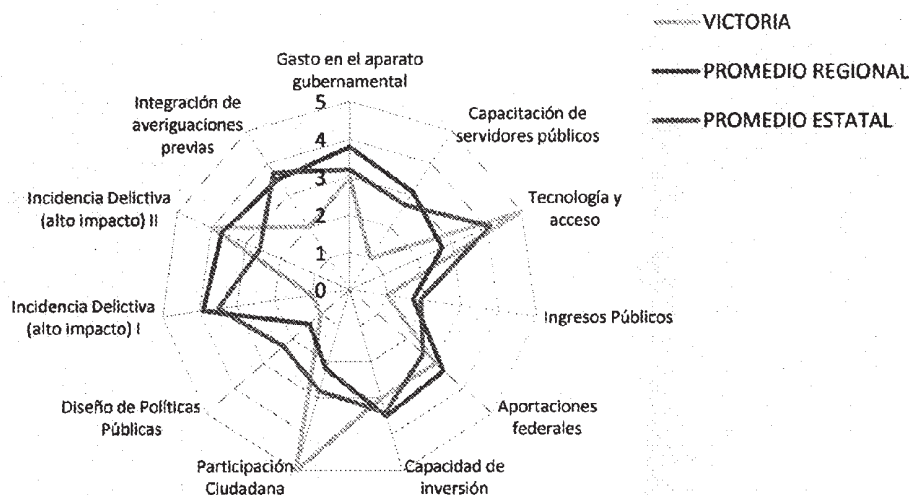 VICTORIA
PROMEDIO REGIONAL
PROMEDIO ESTATAL
Gasto en el aparato
gubernamental
Capacitación de
servidores públicos
Tecnología y
acceso
Ingresos Públicos
Aportaciones
federales
Capacidad de
inversión
Participación
Ciudadana
Diseño de Políticas
Públicas
Incidencia Delictiva
(alto impacto) I
Incidencia Delictiva
(alto impacto) II
Integración de
averiguaciones
previas
5
4
3
2
1
0